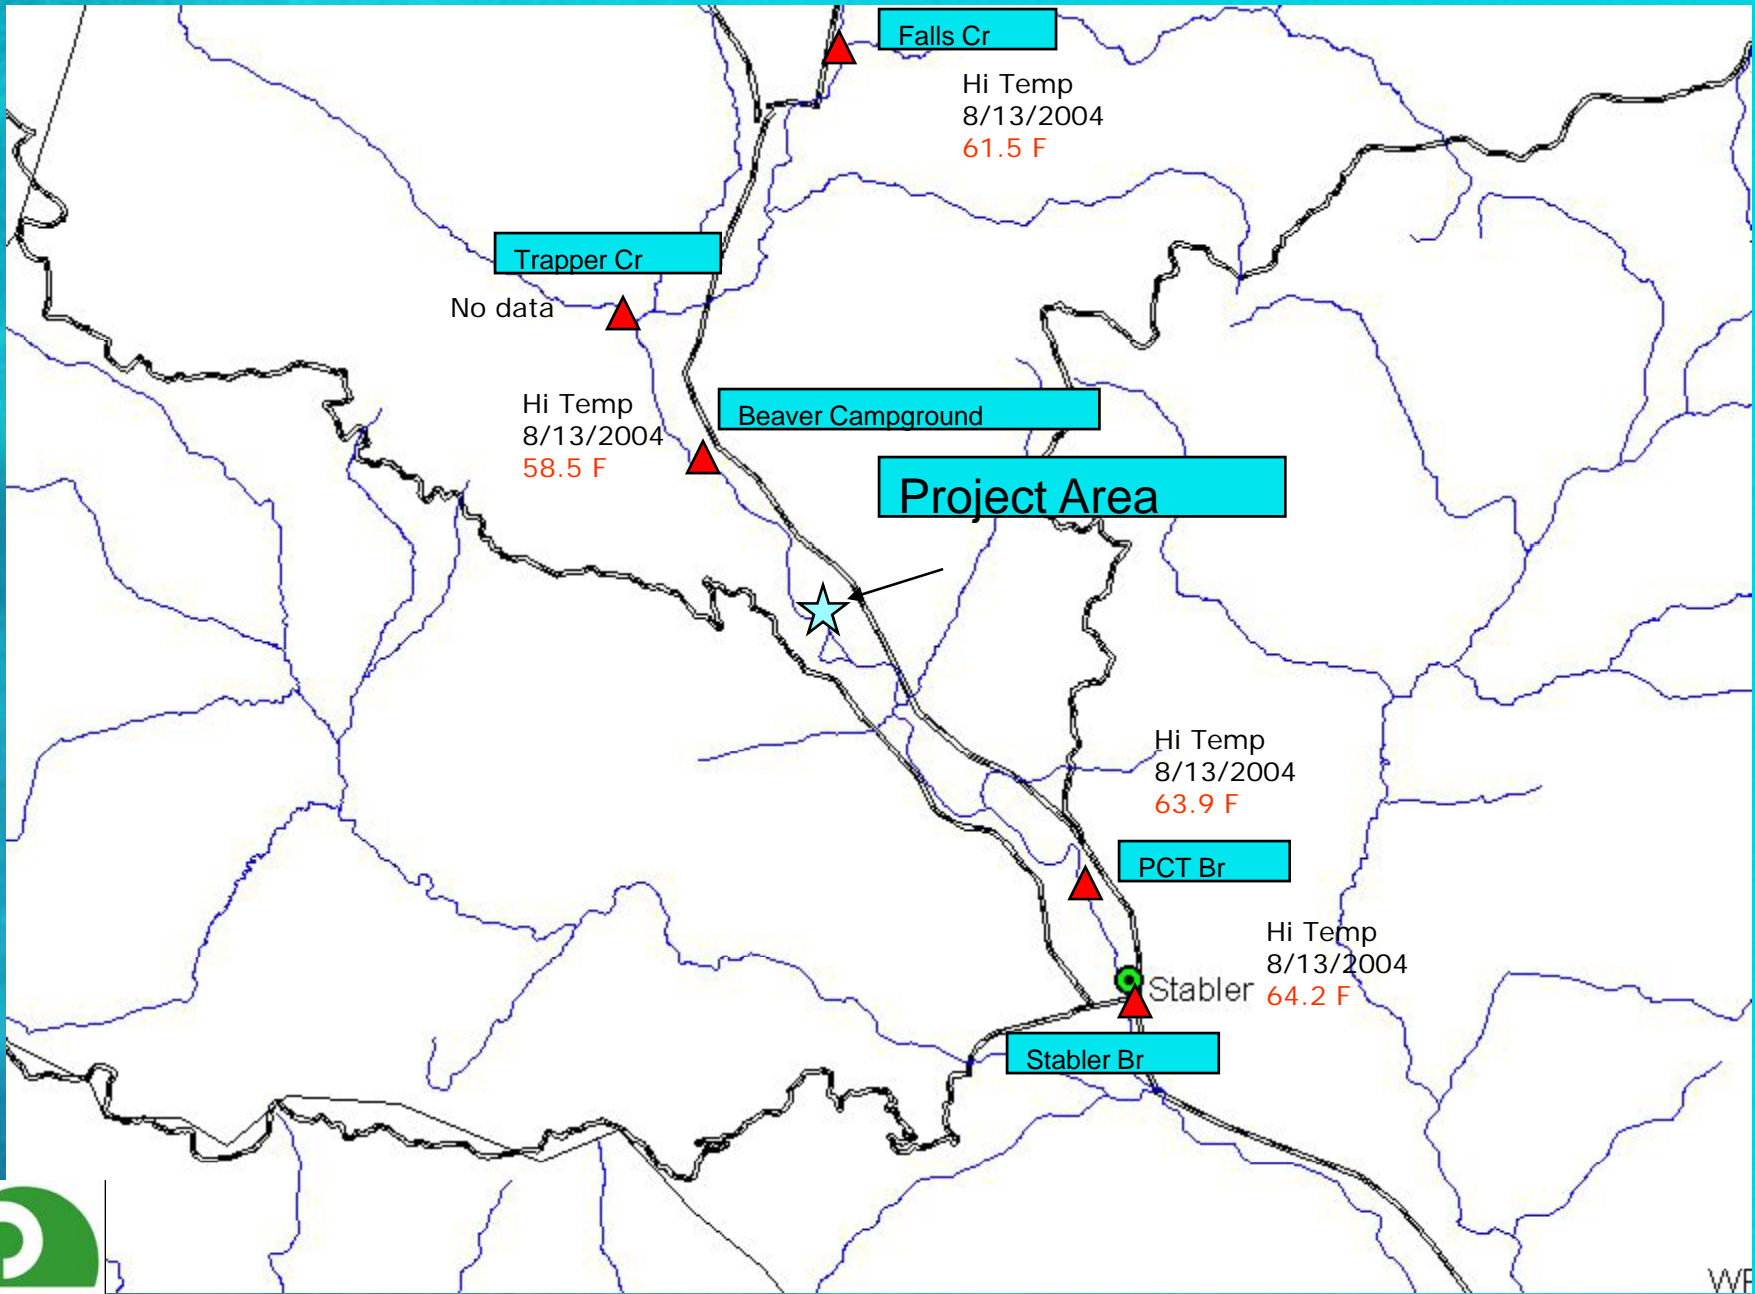 Falls Cr
Hi Temp
8/13/2004
61.5 F
Trapper Cr
No data
Hi Temp
8/13/2004
58.5 F
Beaver Campground
Project Area
Hi Temp
8/13/2004
63.9 F
PCT Br
Hi Temp
8/13/2004
64.2 F
Stabler
Stabler Br